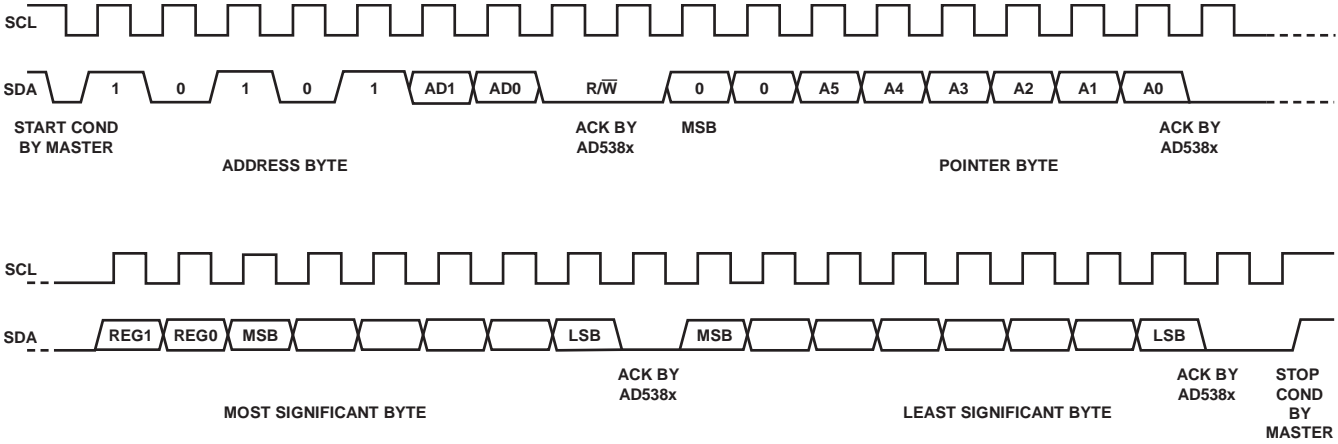 SCL
SDA 1 0 1 0 1 AD1 AD0 R/W̅ 0 0 A5 A4 A3 A2 A1 A0
START COND ACK BY MSB ACK BY
BY MASTER AD538x AD538x
ADDRESS BYTE POINTER BYTE
SCL
SDA REG1 REG0 MSB LSB MSB LSB
ACK BY ACK BY STOP
AD538x AD538x COND
MOST SIGNIFICANT BYTE LEAST SIGNIFICANT BYTE BY
MASTER